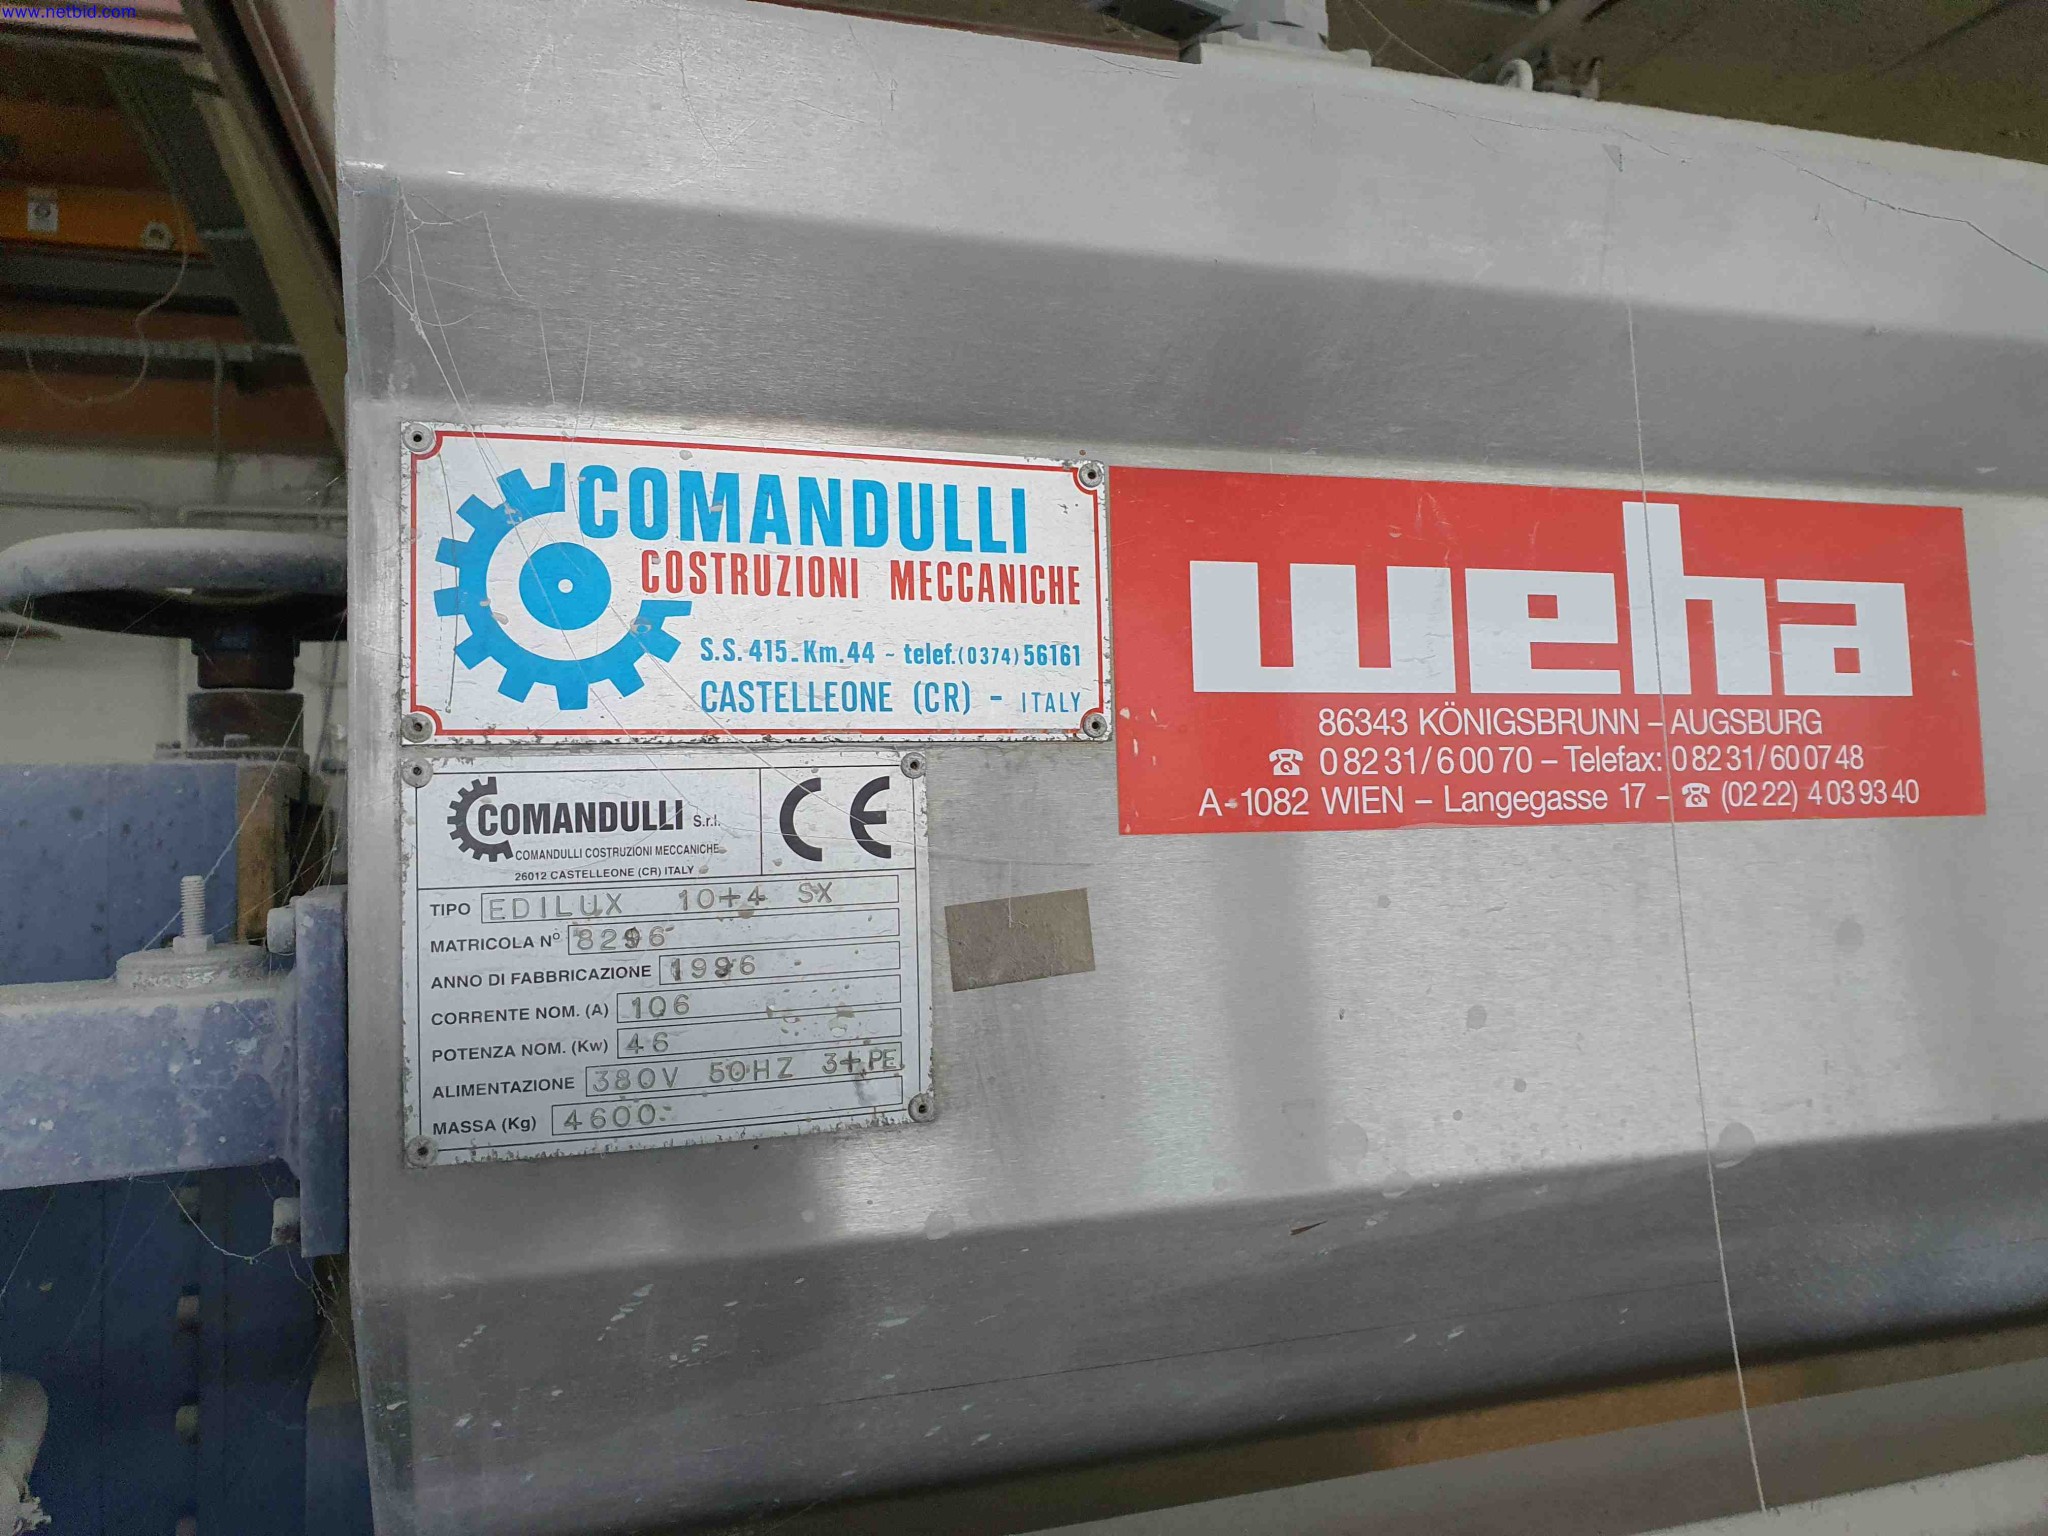 www.netbid.com
COMANDULLI
COSTRUZIONI MECCANICHE
S.S. 415 - Km. 44 - telef. (0374) 56161
CASTELLEONE (CR) - ITALY
weha
86343 KÖNIGSBRUNN – AUGSBURG
☎ 0 82 31/6 00 70 – Telefax: 0 82 31/60 07 48
A-1082 WIEN – Langegasse 17 – ☎ (02 22) 4 03 93 40
COMANDULLI S.r.l.
COMANDULLI COSTRUZIONI MECCANICHE
26012 CASTELLEONE (CR) ITALY
CE
TIPO EDILUX 10+4 SX
MATRICOLA N° 8296
ANNO DI FABBRICAZIONE 1996
CORRENTE NOM. (A) 106
POTENZA NOM. (Kw) 46
ALIMENTAZIONE 380V 50HZ 3+PE
MASSA (Kg) 4600